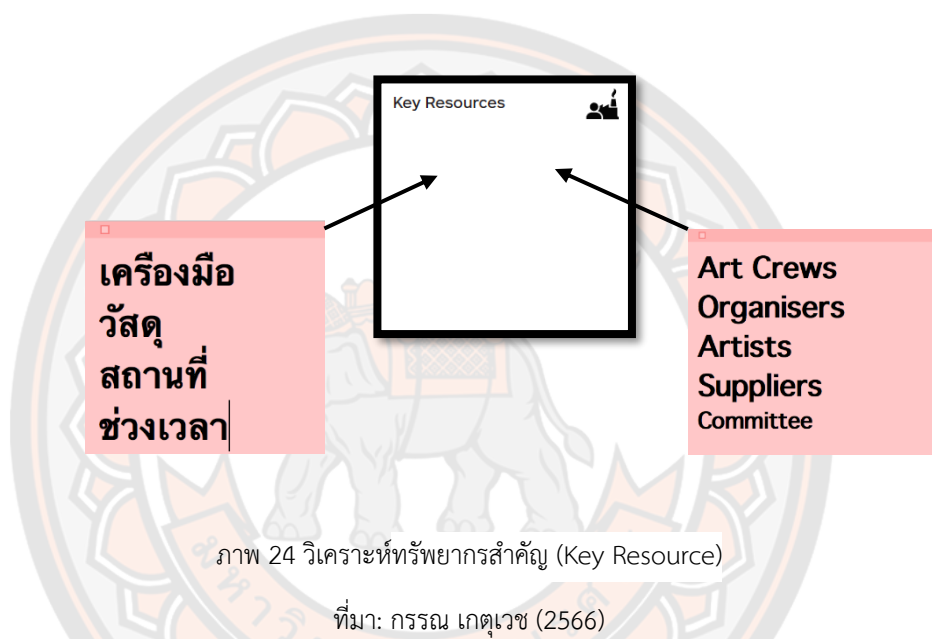 Key Resources
เครื่องมือ
วัสดุ
สถานที่
ช่วงเวลา
Art Crews
Organisers
Artists
Suppliers
Committee
ภาพ 24 วิเคราะห์ทรัพยากรสำคัญ (Key Resource)
ที่มา: กรรณ เกตุเวช (2566)